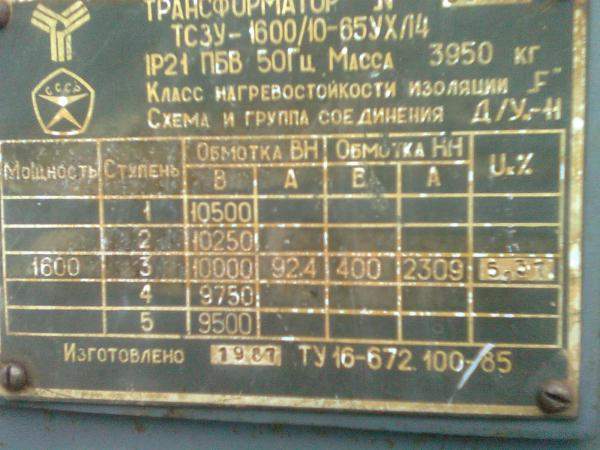 ТРАНСФОРМАТОР №
ТСЗУ-1600/10-65УХЛ4
IP21 ПБВ 50Гц Масса 3950 кг
Класс нагревостойкости изоляции „F"
Схема и группа соединения Д/Ун-11
СССР
Мощность Ступень Обмотка ВН Обмотка НН Uк%
В А В А
1 10500
2 10250
1600 3 10000 92.4 400 2309
4 9750
5 9500
Изготовлено 1987 ТУ 16-672.100-85